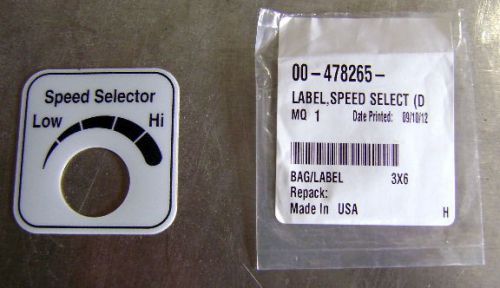 Speed Selector
Low Hi
00-478265-
LABEL,SPEED SELECT (D
MQ 1 Date Printed: 09/10/12
BAG/LABEL 3X6
Repack:
Made In USA H